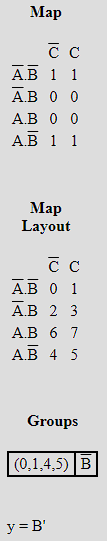 Map
C̅ C
A̅.B̅ 1 1
A̅.B 0 0
A.B 0 0
A.B̅ 1 1
Map
Layout
C̅ C
A̅.B̅ 0 1
A̅.B 2 3
A.B 6 7
A.B̅ 4 5
Groups
(0,1,4,5) B̅
y = B'